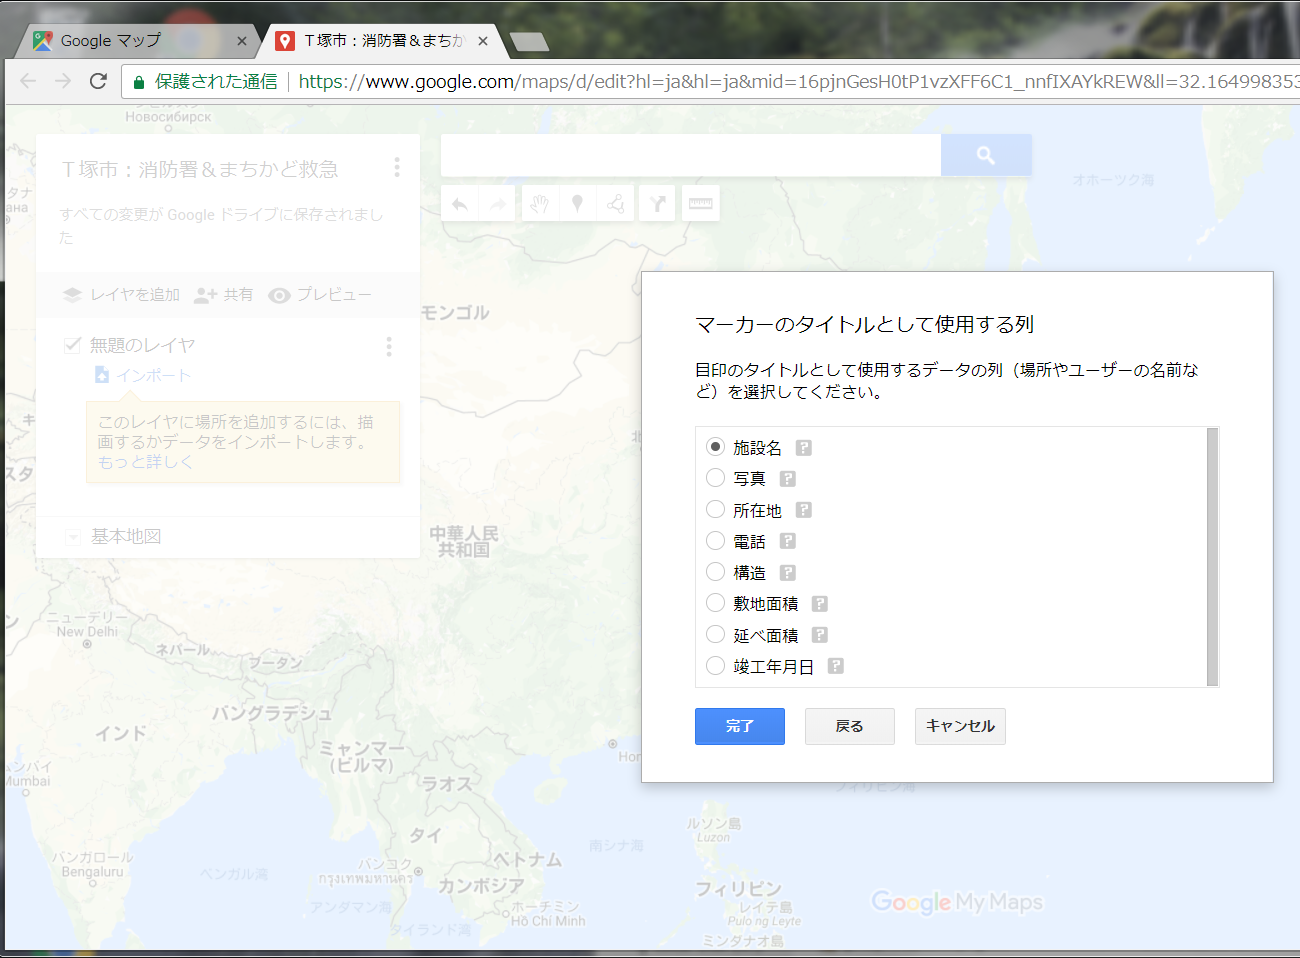 Google マップ
T塚市：消防署＆まちか
保護された通信
https://www.google.com/maps/d/edit?hl=ja&hl=ja&mid=16pjnGesH0tP1vzXFF6C1_nnfIXAYkREW&ll=32.16499835
Новосибирск
T塚市：消防署＆まちかど救急
すべての変更が Google ドライブに保存されまし
た
レイヤを追加
共有
プレビュー
無題のレイヤ
インポート
このレイヤに場所を追加するには、描
画するかデータをインポートします。
もっと詳しく
基本地図
オホーツク海
モンゴル
マーカーのタイトルとして使用する列
目印のタイトルとして使用するデータの列（場所やユーザーの名前な
ど）を選択してください。
施設名 ?
写真 ?
所在地 ?
電話 ?
構造 ?
敷地面積 ?
延べ面積 ?
竣工年月日 ?
完了
戻る
キャンセル
中華人民
共和国
ニューデリー
New Delhi
ネパール
ブータン
バングラデシュ
インド
ミャンマー
(ビルマ)
ムンバイ
Mumbai
ラオス
Hon
フィリピン海
ルソン島
Luzon
タイ
南シナ海
ベトナム
バンガロール
Bengaluru
ベンガル湾
バンコク
กรุงเทพมหานคร
カンボジア
フィリピン
アンダマン海
ホーチミン
Hồ Chí Minh
レイテ島
Pulo ng Leyte
タイランド湾
ミンダナオ島
Google My Maps